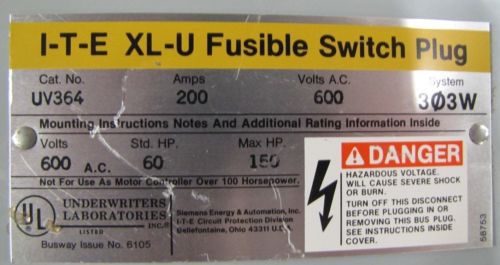 I-T-E XL-U Fusible Switch Plug
Cat. No. Amps Volts A.C. System
UV364 200 600 3Ø3W
Mounting Instructions Notes And Additional Rating Information Inside
Volts Std. HP. Max HP.
600 A.C. 60 150
Not For Use As Motor Controller Over 100 Horsepower.
UL
UNDERWRITERS
LABORATORIES
INC.®
LISTED
Busway Issue No. 6105
Siemens Energy & Automation, Inc.
I-T-E Circuit Protection Division
Bellefontaine, Ohio 43311 U.S.A.
DANGER
HAZARDOUS VOLTAGE.
WILL CAUSE SEVERE SHOCK
OR BURN.
TURN OFF THIS DISCONNECT
BEFORE PLUGGING IN OR
REMOVING THIS BUS PLUG.
SEE INSTRUCTIONS INSIDE
COVER.
58753